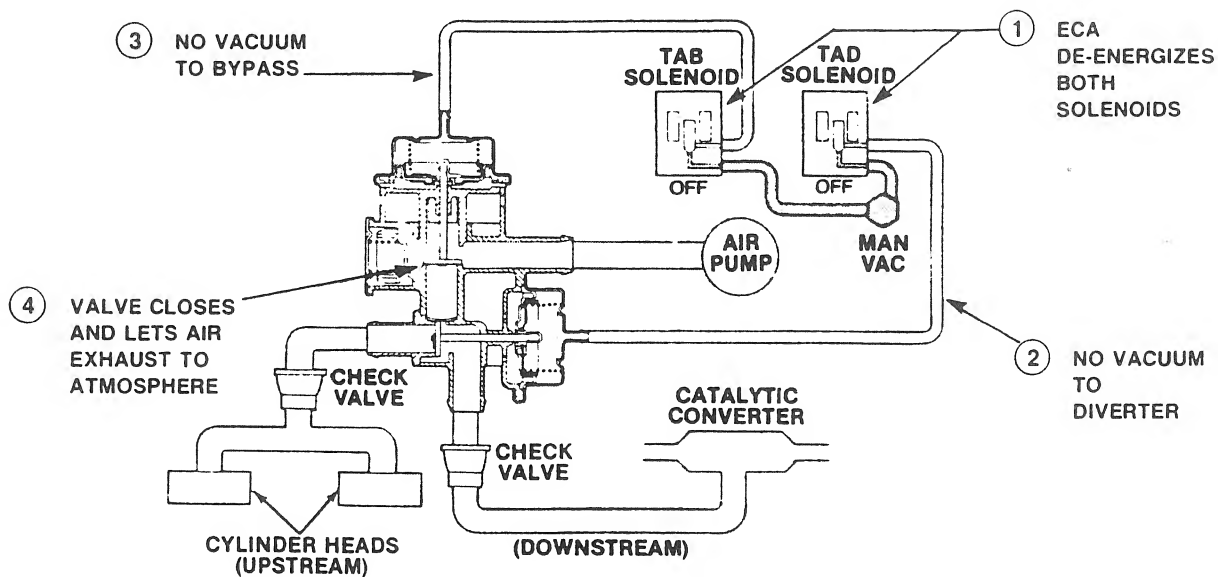 3 NO VACUUM
TO BYPASS
TAB
SOLENOID
TAD
SOLENOID
1 ECA
DE-ENERGIZES
BOTH
SOLENOIDS
OFF
OFF
MAN
VAC
AIR
PUMP
4 VALVE CLOSES
AND LETS AIR
EXHAUST TO
ATMOSPHERE
2 NO VACUUM
TO
DIVERTER
CHECK
VALVE
CATALYTIC
CONVERTER
CHECK
VALVE
CYLINDER HEADS
(UPSTREAM)
(DOWNSTREAM)